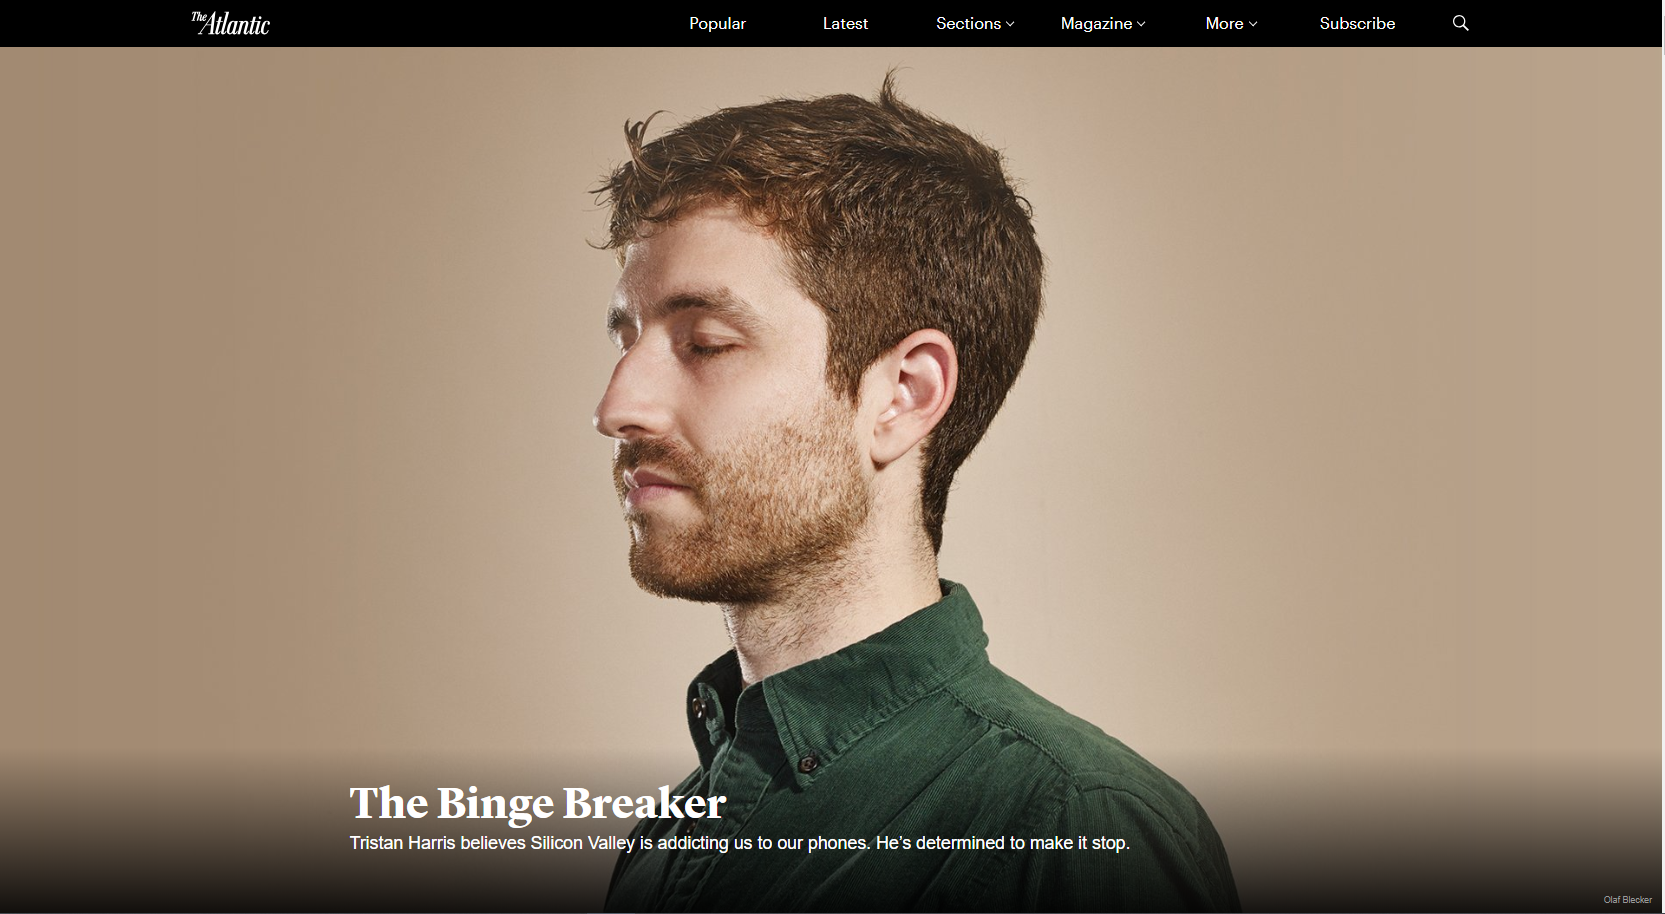 The Atlantic
Popular Latest Sections Magazine More Subscribe
The Binge Breaker
Tristan Harris believes Silicon Valley is addicting us to our phones. He’s determined to make it stop.
Olaf Blecker